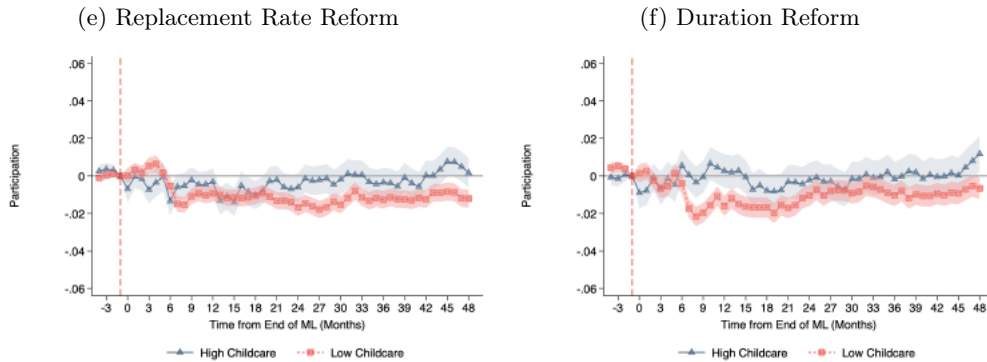 (e) Replacement Rate Reform
(f) Duration Reform
.06
.04
.02
0
-.02
-.04
-.06
Participation
-3 0 3 6 9 12 15 18 21 24 27 30 33 36 39 42 45 48
Time from End of ML (Months)
High Childcare Low Childcare
.06
.04
.02
0
-.02
-.04
-.06
Participation
-3 0 3 6 9 12 15 18 21 24 27 30 33 36 39 42 45 48
Time from End of ML (Months)
High Childcare Low Childcare